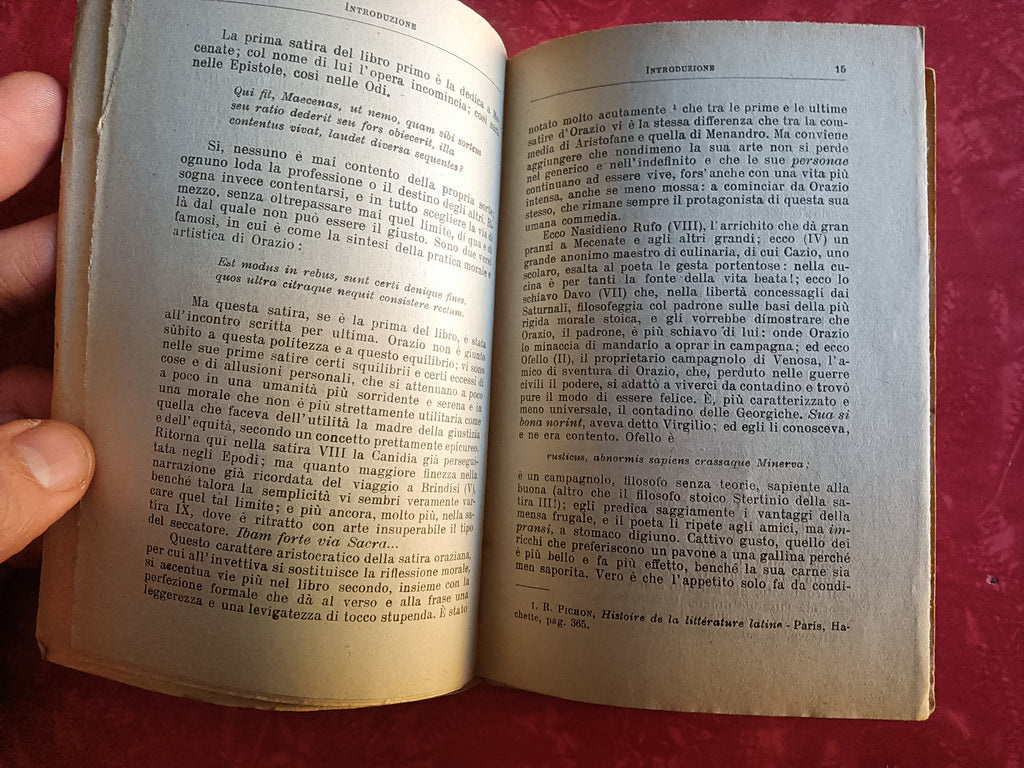 INTRODUZIONE
La prima satira del libro primo è la dedica a Me-
cenate; col nome di lui l'opera incomincia; così sarà
nelle Epistole, così nelle Odi.
Qui fit, Maecenas, ut nemo, quam sibi sortem
seu ratio dederit seu fors obiecerit, illa
contentus vivat, laudet diversa sequentes?
Sì, nessuno è mai contento della propria sorte;
ognuno loda la professione o il destino degli altri. Bi-
sogna invece contentarsi, e in tutto scegliere la via di
mezzo, senza oltrepassare mai quel limite, di qua e di
là dal quale non può essere il giusto. Sono due versi
famosi, in cui è come la sintesi della pratica morale e
artistica di Orazio:
Est modus in rebus, sunt certi denique fines,
quos ultra citraque nequit consistere rectum.
Ma questa satira, se è la prima del libro, è stata
all'incontro scritta per ultima. Orazio non è giunto
sùbito a questa politezza e a questo equilibrio; vi sono
nelle sue prime satire certi squilibrii e certi eccessi di
cose e di allusioni personali, che si attenuano a poco
a poco in una umanità più sorridente e serena e in
una morale che non è più strettamente utilitaria come
quella che faceva dell'utilità la madre della giustizia
e dell'equità, secondo un concetto prettamente epicureo.
Ritorna qui nella satira VIII la Canidia già persegui-
tata negli Epodi; ma quanto maggiore finezza nella
narrazione già ricordata del viaggio a Brindisi (V),
benché talora la semplicità vi sembri veramente var-
care quel tal limite; e più ancora, molto più, nella sa-
tira IX, dove è ritratto con arte insuperabile il tipo
del seccatore. Ibam forte via Sacra...
Questo carattere aristocratico della satira oraziana,
per cui all'invettiva si sostituisce la riflessione morale,
si accentua vie più nel libro secondo, insieme con la
perfezione formale che dà al verso e alla frase una
leggerezza e una levigatezza di tocco stupenda. È stato
INTRODUZIONE 15
notato molto acutamente ¹ che tra le prime e le ultime
satire d'Orazio vi è la stessa differenza che tra la com-
media di Aristofane e quella di Menandro. Ma conviene
aggiungere che nondimeno la sua arte non si perde
nel generico e nell'indefinito e che le sue personae
continuano ad essere vive, fors'anche con una vita più
intensa, anche se meno mossa: a cominciar da Orazio
stesso, che rimane sempre il protagonista di questa sua
umana commedia.
Ecco Nasidieno Rufo (VIII), l'arrichito che dà gran
pranzi a Mecenate e agli altri grandi; ecco (IV) un
grande anonimo maestro di culinaria, di cui Cazio, uno
scolaro, esalta al poeta le gesta portentose: nella cu-
cina è per tanti la fonte della vita beata!; ecco lo
schiavo Davo (VII) che, nella libertà concessagli dai
Saturnali, filosofeggia col padrone sulle basi della più
rigida morale stoica, e gli vorrebbe dimostrare che
Orazio, il padrone, è più schiavo di lui: onde Orazio
lo minaccia di mandarlo a oprar in campagna; ed ecco
Ofello (II), il proprietario campagnolo di Venosa, l'a-
mico di sventura di Orazio, che, perduto nelle guerre
civili il podere, si adattò a viverci da contadino e trovò
pure il modo di essere felice. È, più caratterizzato e
meno universale, il contadino delle Georgiche. Sua si
bona norint, aveva detto Virgilio; ed egli li conosceva,
e ne era contento. Ofello è
rusticus, abnormis sapiens crassaque Minerva;
è un campagnolo, filosofo senza teorie, sapiente alla
buona (altro che il filosofo stoico Stertinio della sa-
tira III!); egli predica saggiamente i vantaggi della
mensa frugale, e il poeta li ripete agli amici, ma im-
pransi, a stomaco digiuno. Cattivo gusto, quello dei
ricchi che preferiscono un pavone a una gallina perché
è più bello e fa più effetto, benché la sua carne sia
men saporita. Vero è che l'appetito solo fa da condi-
1. R. PICHON, Histoire de la littérature latine - Paris, Ha-
chette, pag. 365.